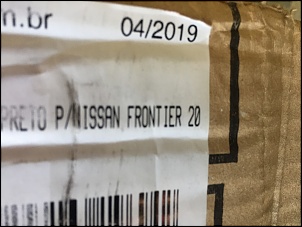 n.br
04/2019
PRETO P/NISSAN FRONTIER 20